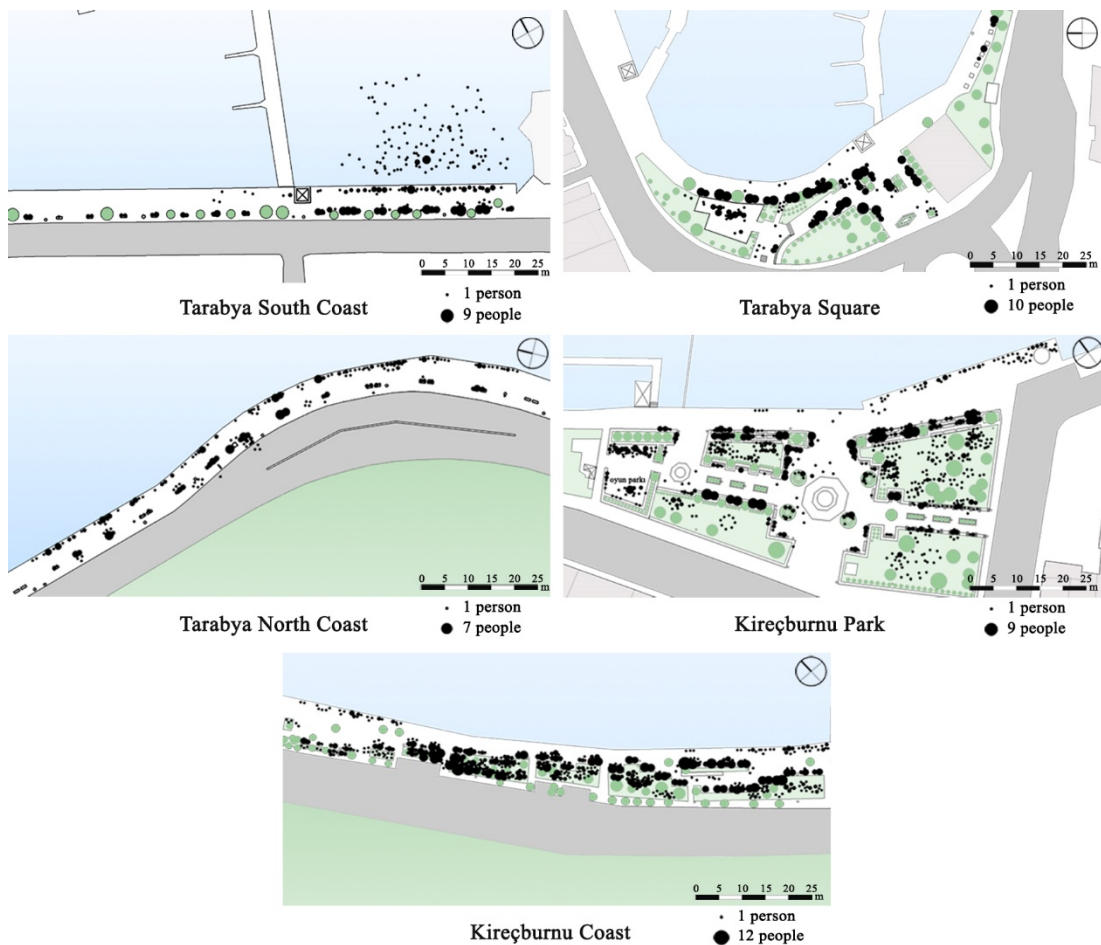 0 5 10 15 20 25
m
Tarabya South Coast
1 person
9 people
0 5 10 15 20 25
m
Tarabya Square
1 person
10 people
0 5 10 15 20 25
m
Tarabya North Coast
1 person
7 people
oyun parkı
0 5 10 15 20 25
m
Kireçburnu Park
1 person
9 people
0 5 10 15 20 25
m
Kireçburnu Coast
1 person
12 people